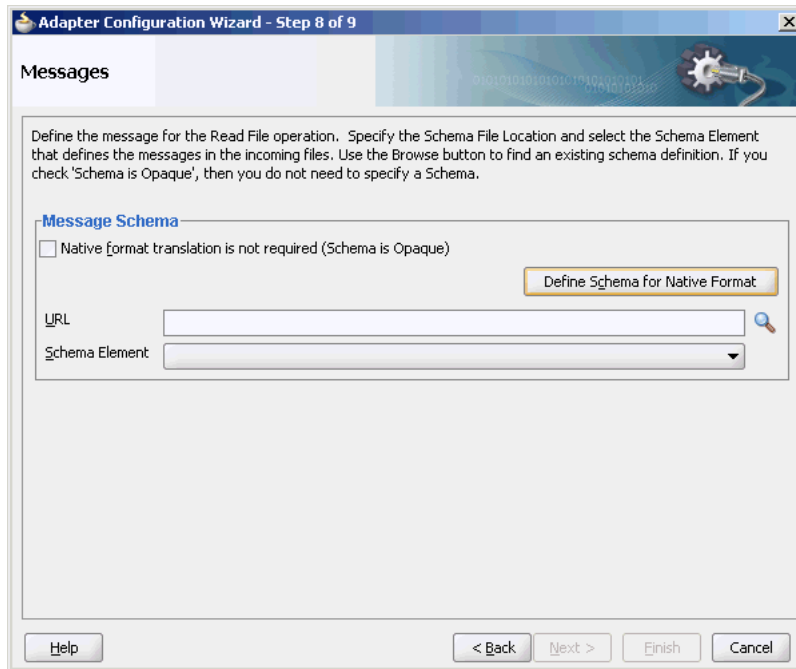 Adapter Configuration Wizard - Step 8 of 9
Messages
01010101010101010101010101
0101010101010
Define the message for the Read File operation. Specify the Schema File Location and select the Schema Element
that defines the messages in the incoming files. Use the Browse button to find an existing schema definition. If you
check 'Schema is Opaque', then you do not need to specify a Schema.
Message Schema
Native format translation is not required (Schema is Opaque)
Define Schema for Native Format
URL
Schema Element
Help
< Back
Next >
Finish
Cancel